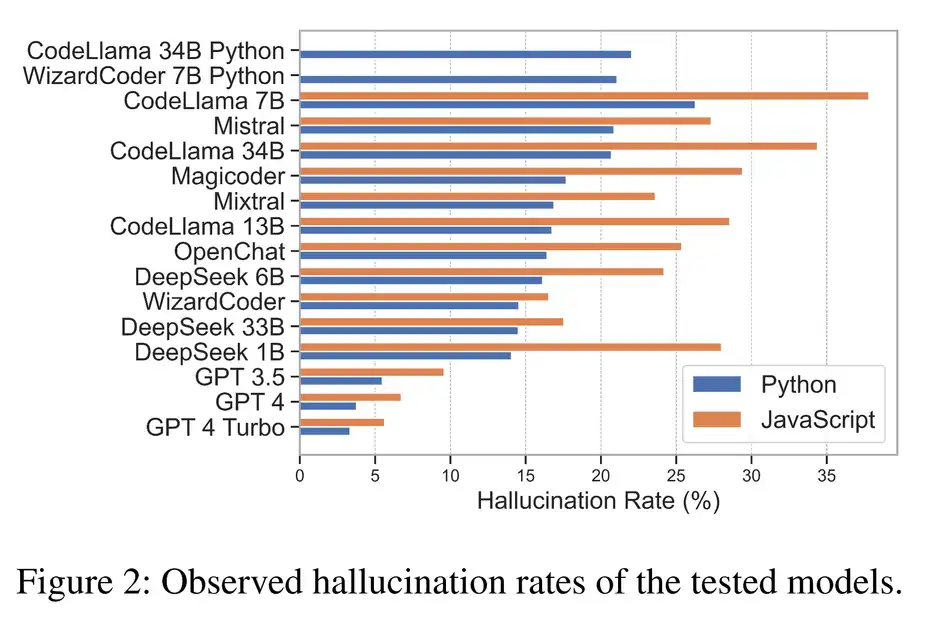 CodeLlama 34B Python
WizardCoder 7B Python
CodeLlama 7B
Mistral
CodeLlama 34B
Magicoder
Mixtral
CodeLlama 13B
OpenChat
DeepSeek 6B
WizardCoder
DeepSeek 33B
DeepSeek 1B
GPT 3.5
GPT 4
GPT 4 Turbo
Python
JavaScript
0 5 10 15 20 25 30 35
Hallucination Rate (%)
Figure 2: Observed hallucination rates of the tested models.